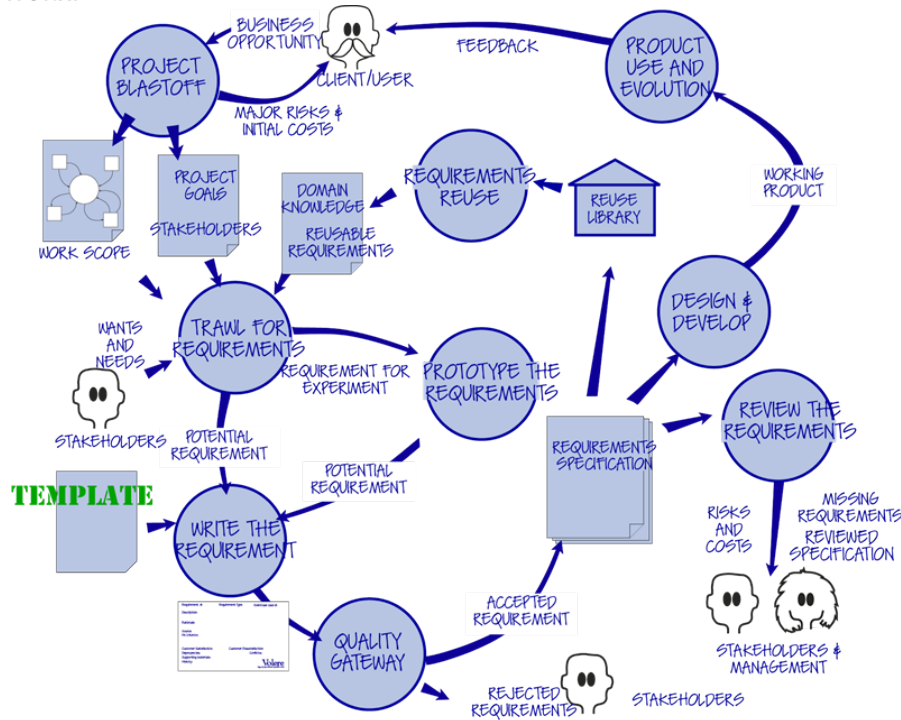 BUSINESS
OPPORTUNITY
CLIENT/USER
FEEDBACK
PRODUCT
USE AND
EVOLUTION
PROJECT
BLASTOFF
MAJOR RISKS &
INITIAL COSTS
WORK SCOPE
PROJECT
GOALS
STAKEHOLDERS
DOMAIN
KNOWLEDGE
REUSABLE
REQUIREMENTS
REQUIREMENTS
REUSE
REUSE
LIBRARY
WORKING
PRODUCT
DESIGN &
DEVELOP
TRAWL FOR
REQUIREMENTS
WANTS
AND
NEEDS
STAKEHOLDERS
REQUIREMENT FOR
EXPERIMENT
PROTOTYPE THE
REQUIREMENTS
POTENTIAL
REQUIREMENT
POTENTIAL
REQUIREMENT
REQUIREMENTS
SPECIFICATION
REVIEW THE
REQUIREMENTS
TEMPLATE
WRITE THE
REQUIREMENT
RISKS
AND
COSTS
MISSING
REQUIREMENTS
REVIEWED
SPECIFICATION
STAKEHOLDERS &
MANAGEMENT
Volere
QUALITY
GATEWAY
ACCEPTED
REQUIREMENT
REJECTED
REQUIREMENTS
STAKEHOLDERS